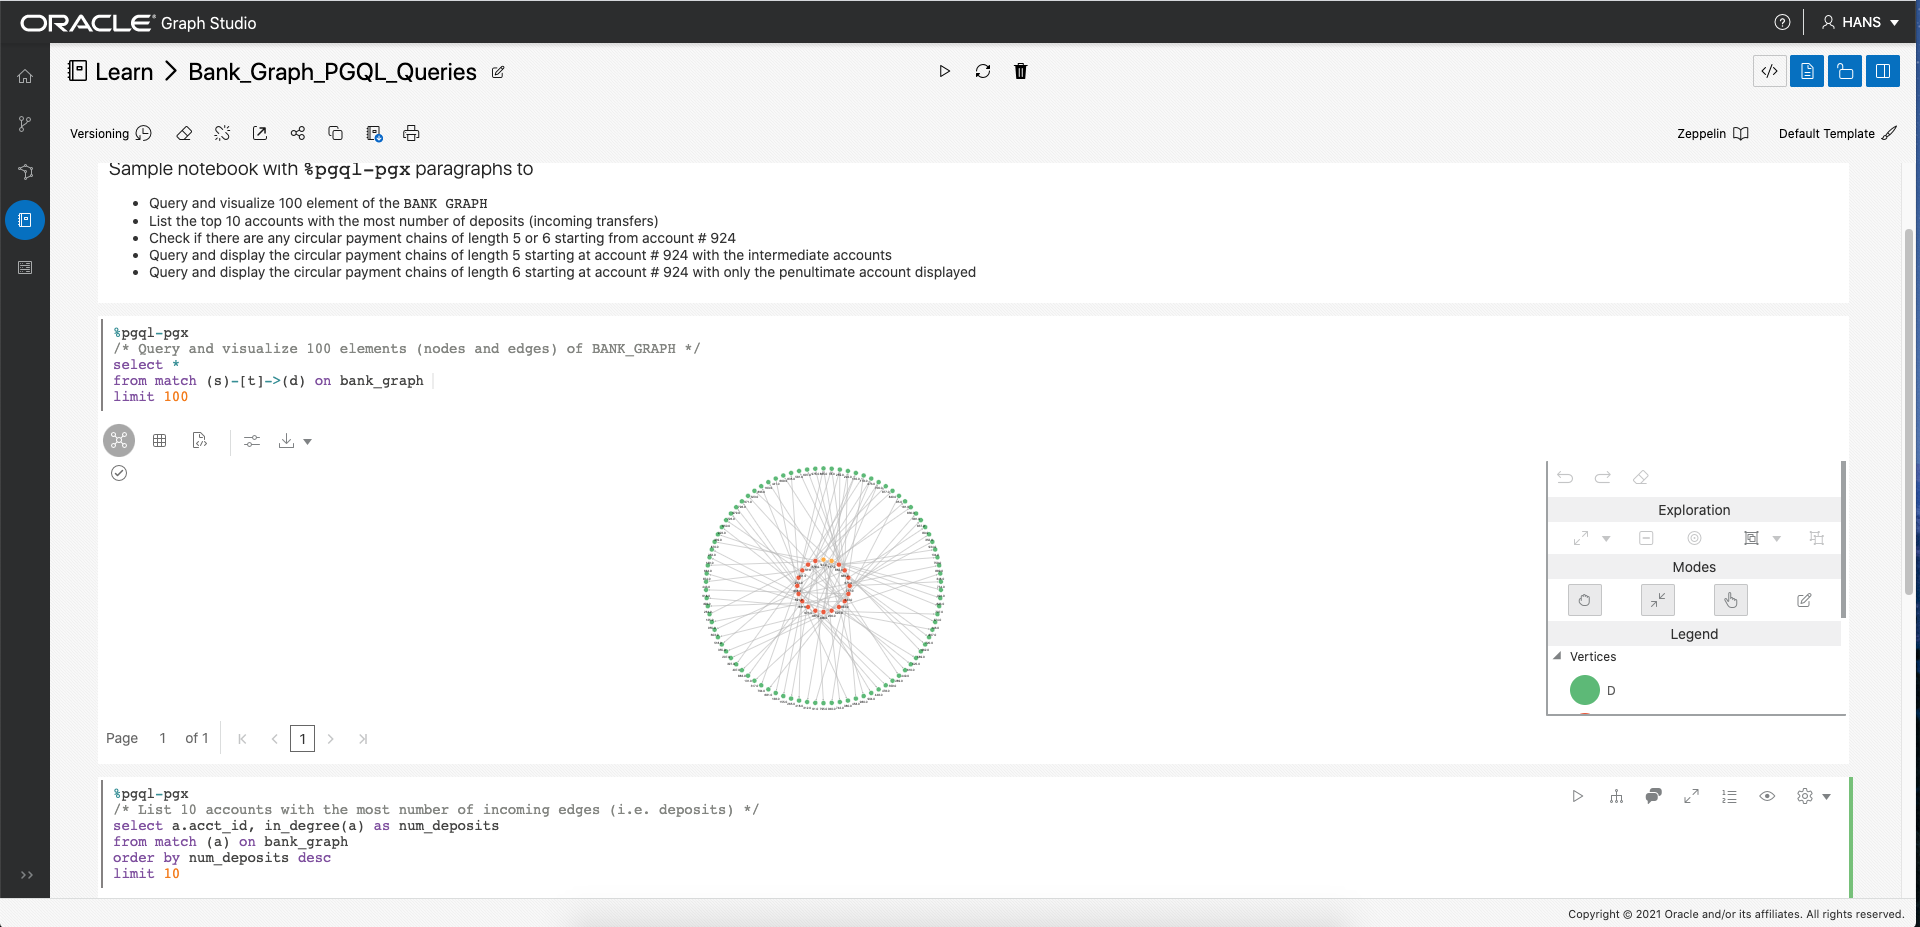 ORACLE® Graph Studio
HANS
Learn > Bank_Graph_PGQL_Queries
Versioning
Zeppelin
Default Template
Sample notebook with %pgql-pgx paragraphs to
• Query and visualize 100 element of the BANK GRAPH
• List the top 10 accounts with the most number of deposits (incoming transfers)
• Check if there are any circular payment chains of length 5 or 6 starting from account # 924
• Query and display the circular payment chains of length 5 starting at account # 924 with the intermediate accounts
• Query and display the circular payment chains of length 6 starting at account # 924 with only the penultimate account displayed
%pgql-pgx
/* Query and visualize 100 elements (nodes and edges) of BANK_GRAPH */
select *
from match (s)-[t]->(d) on bank_graph
limit 100
Exploration
Modes
Legend
Vertices
D
Page 1 of 1
1
%pgql-pgx
/* List 10 accounts with the most number of incoming edges (i.e. deposits) */
select a.acct_id, in_degree(a) as num_deposits
from match (a) on bank_graph
order by num_deposits desc
limit 10
Copyright © 2021 Oracle and/or its affiliates. All rights reserved.